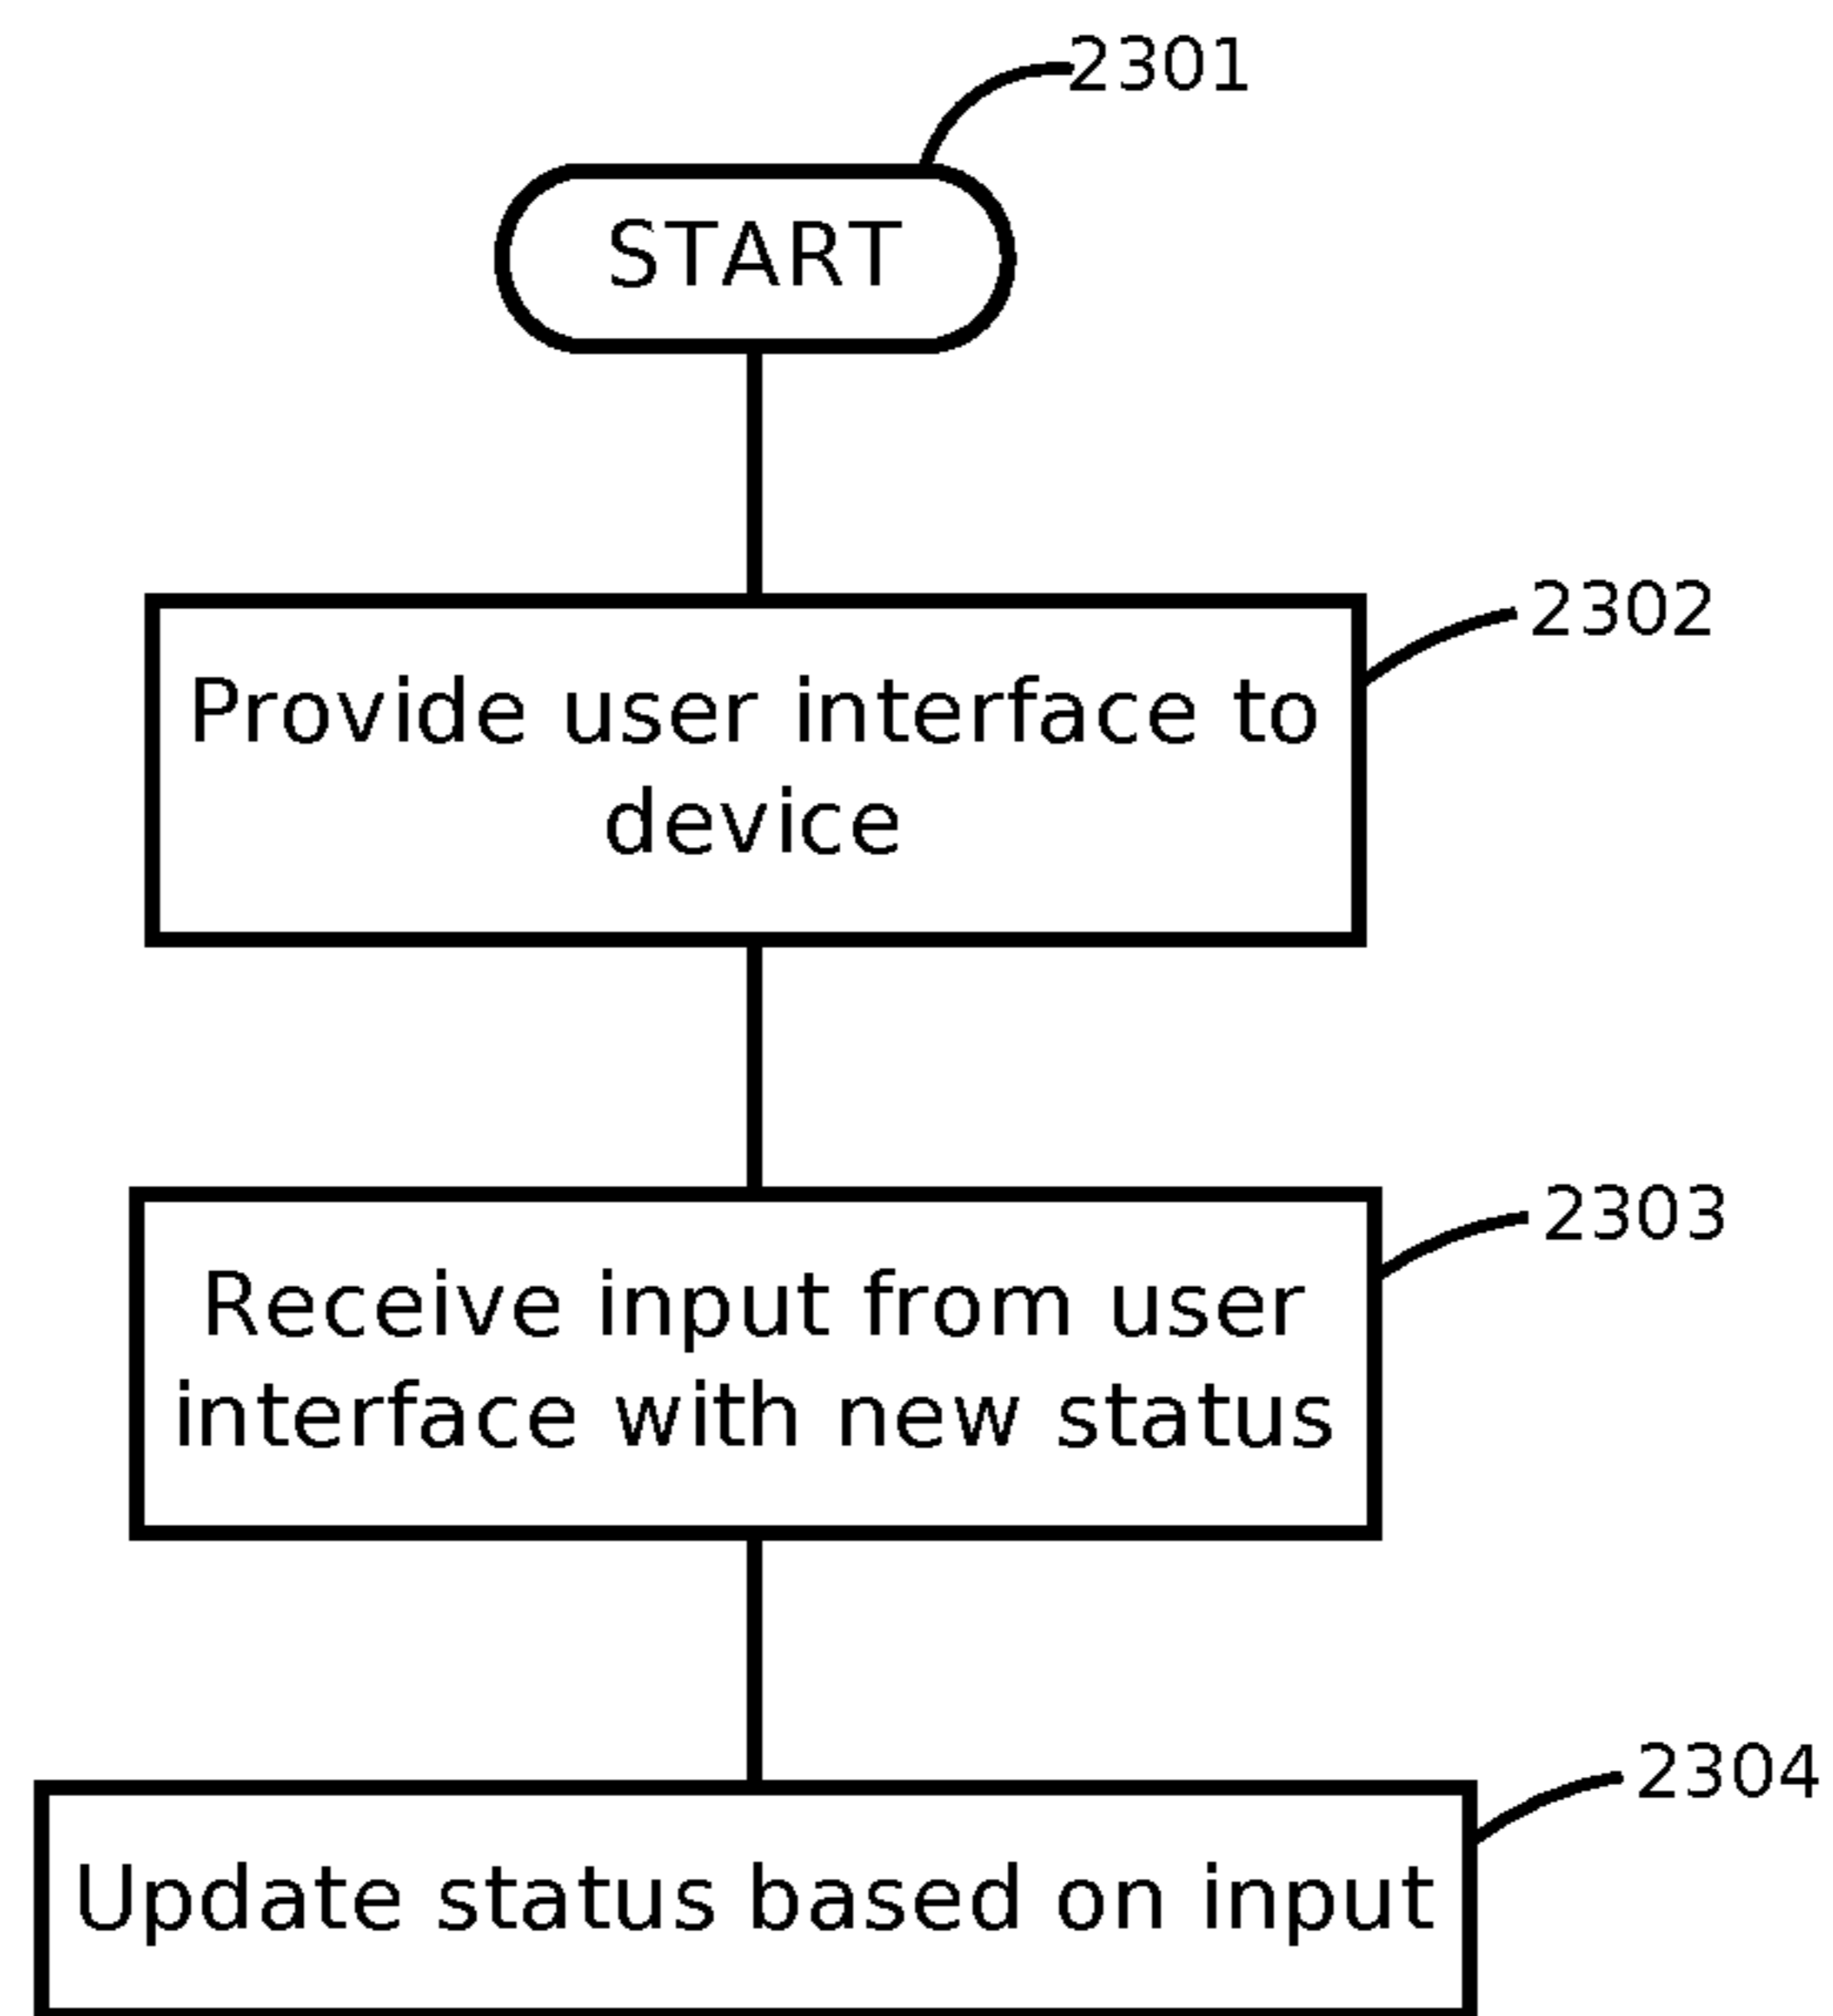 2301
START
2302
Provide user interface to
device
2303
Receive input from user
interface with new status
2304
Update status based on input